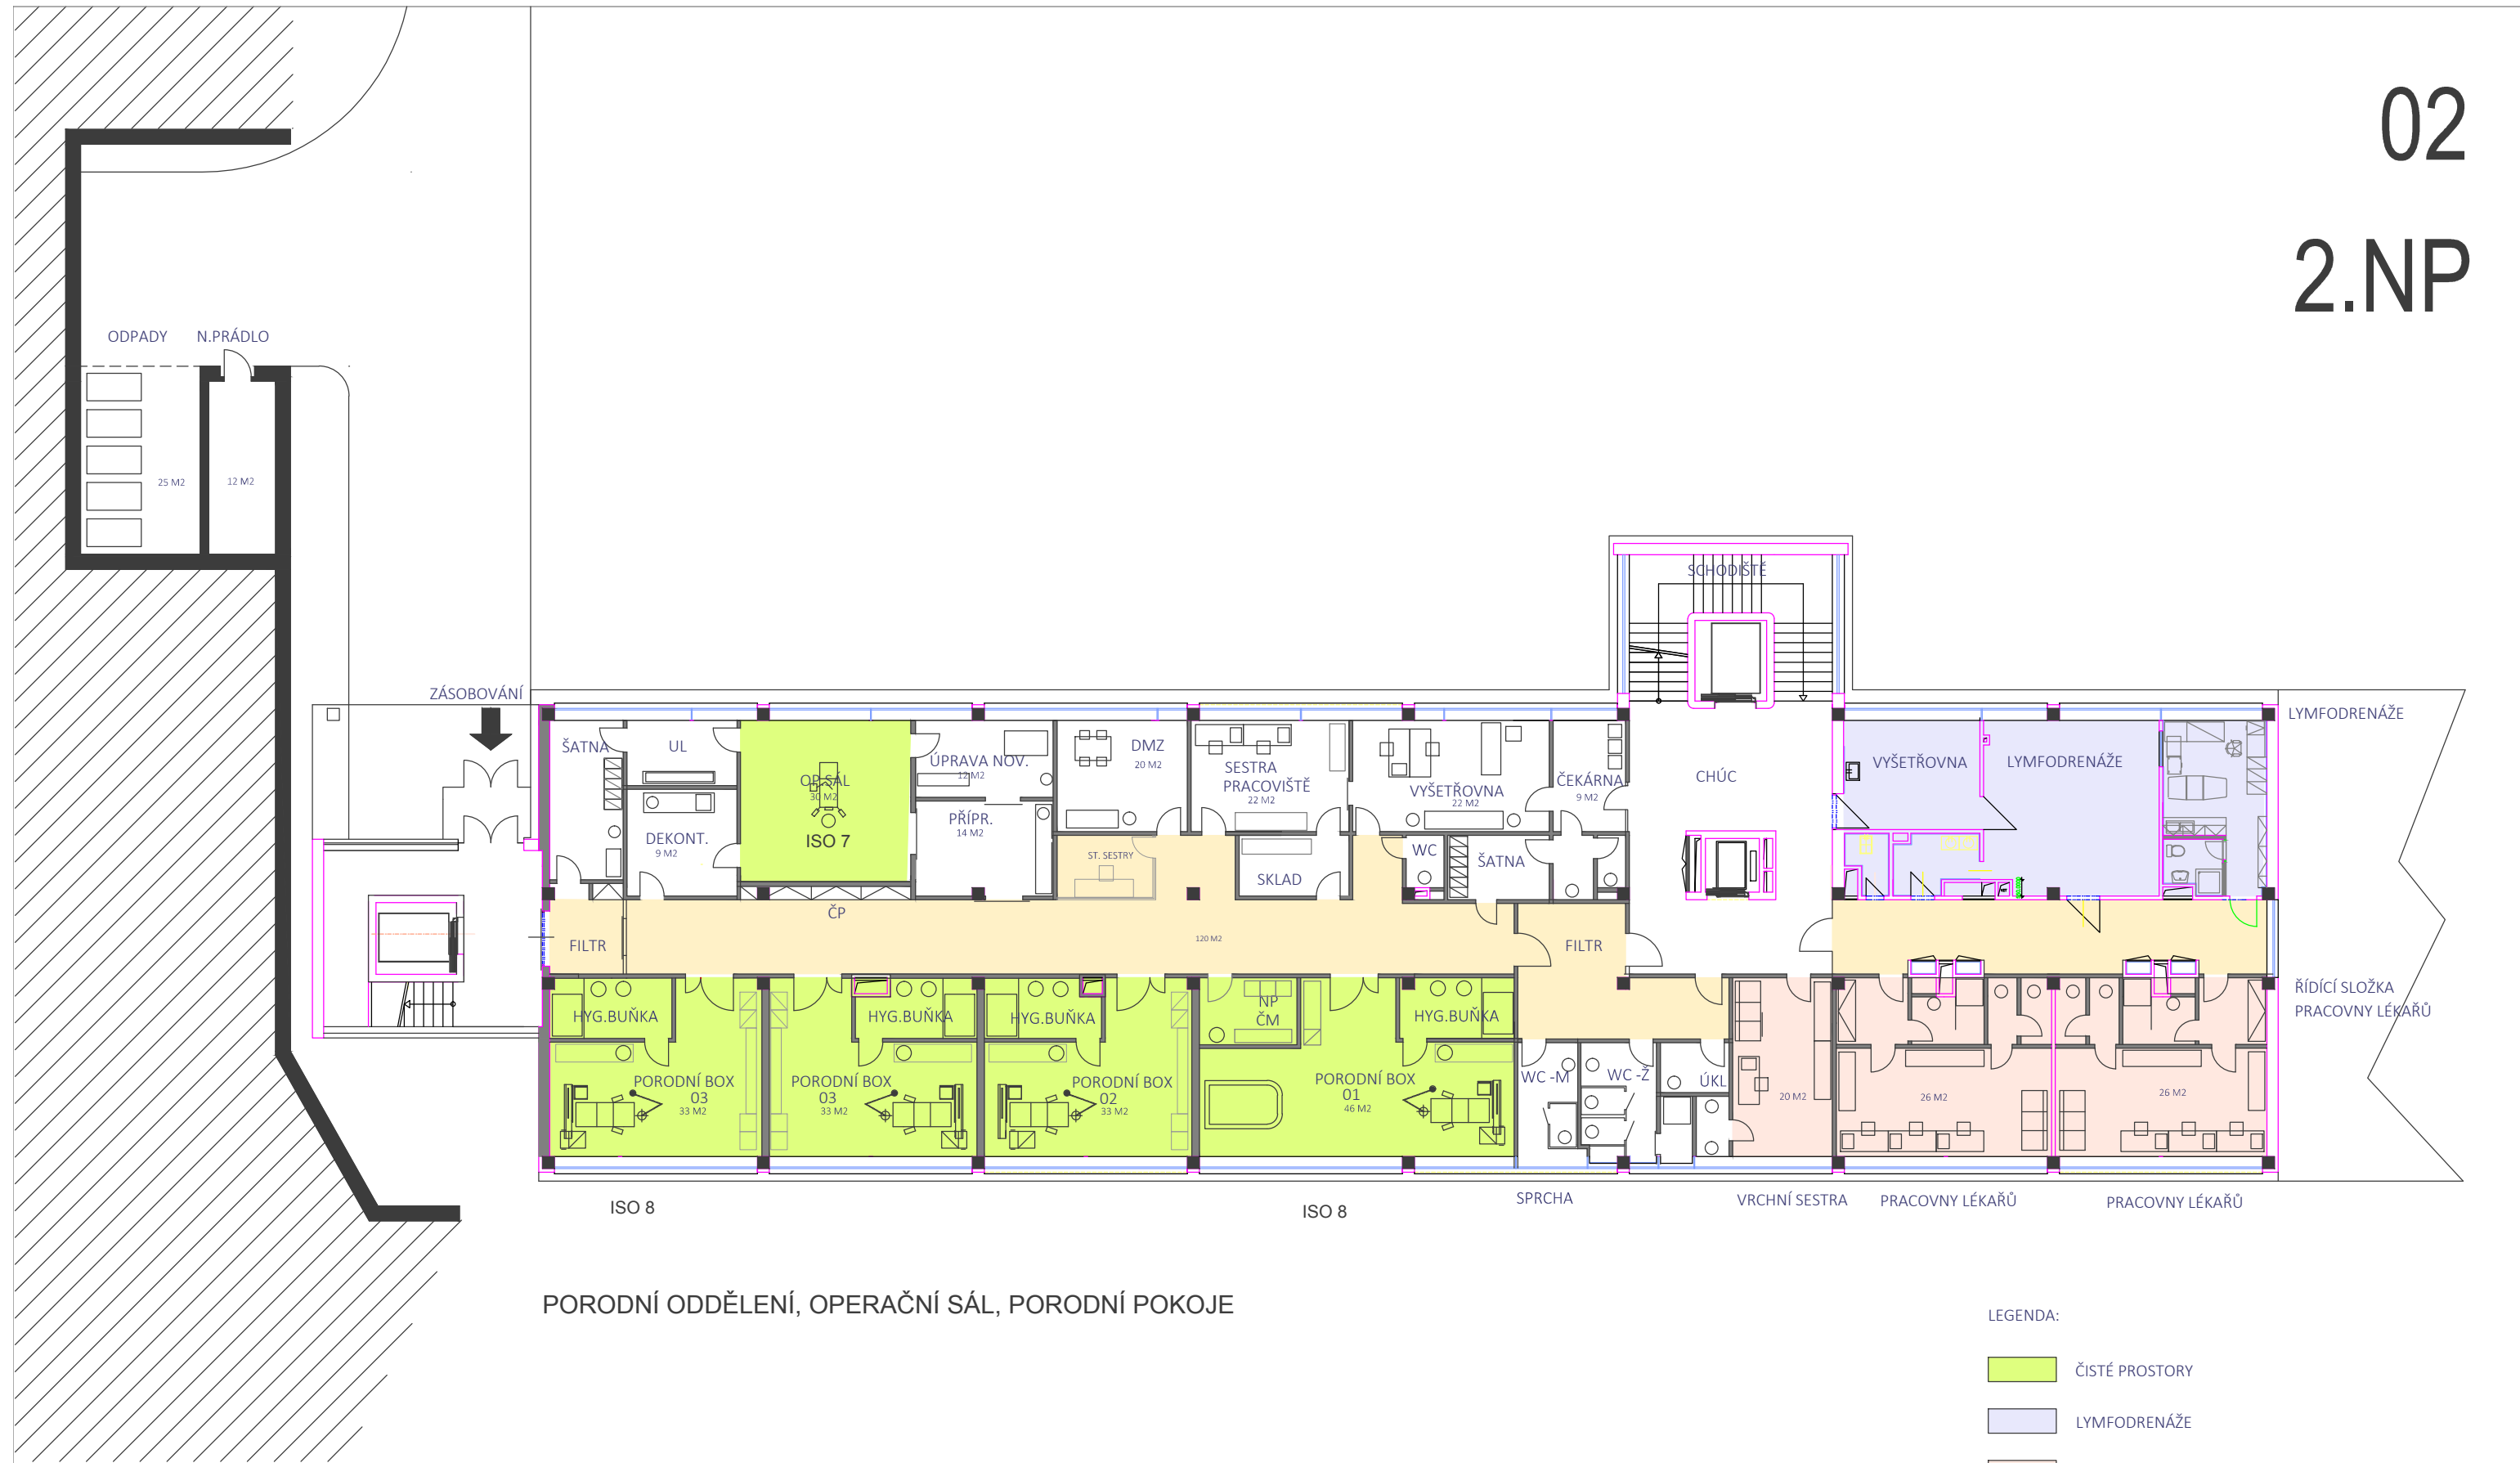 02
2.NP
ODPADY
N.PRÁDLO
25 M2
12 M2
SCHODIŠTĚ
ZÁSOBOVÁNÍ
LYMFODRENÁŽE
ŠATNA
UL
OP.SÁL
30 M2
ISO 7
ÚPRAVA NOV.
12 M2
DMZ
20 M2
SESTRA
PRACOVIŠTĚ
22 M2
VYŠETŘOVNA
22 M2
ČEKÁRNA
9 M2
CHÚC
VYŠETŘOVNA
LYMFODRENÁŽE
DEKONT.
9 M2
PŘÍPR.
14 M2
ST. SESTRY
SKLAD
WC
ŠATNA
ČP
FILTR
120 M2
FILTR
ŘÍDÍCÍ SLOŽKA
PRACOVNY LÉKAŘŮ
HYG.BUŇKA
HYG.BUŇKA
HYG.BUŇKA
NP
ČM
HYG.BUŇKA
PORODNÍ BOX
03
33 M2
PORODNÍ BOX
03
33 M2
PORODNÍ BOX
02
33 M2
PORODNÍ BOX
01
46 M2
WC -M
WC -Ž
ÚKL
20 M2
26 M2
26 M2
ISO 8
ISO 8
SPRCHA
VRCHNÍ SESTRA
PRACOVNY LÉKAŘŮ
PRACOVNY LÉKAŘŮ
PORODNÍ ODDĚLENÍ, OPERAČNÍ SÁL, PORODNÍ POKOJE
LEGENDA:
ČISTÉ PROSTORY
LYMFODRENÁŽE